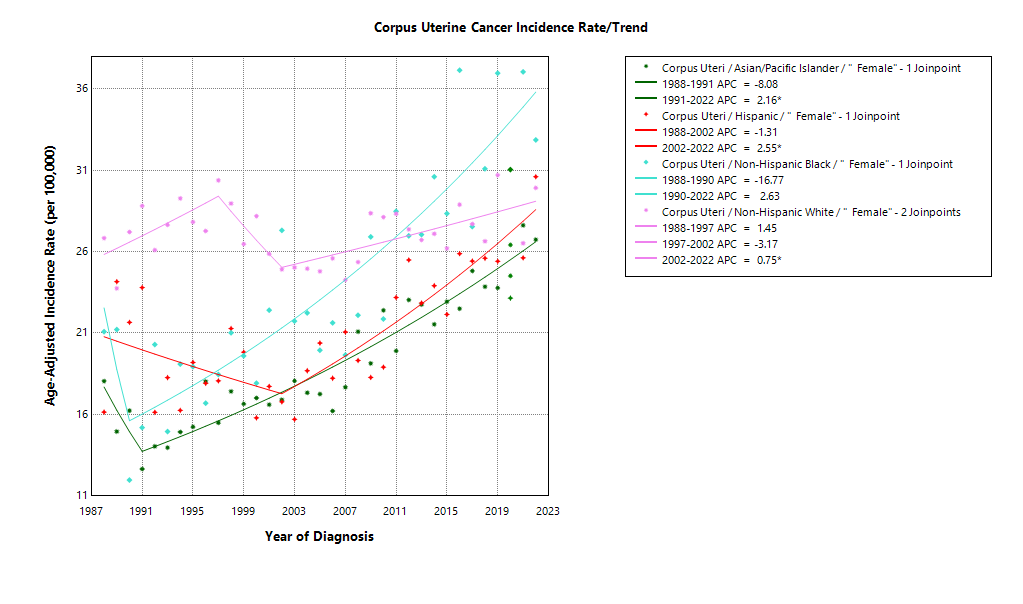 Corpus Uterine Cancer Incidence Rate/Trend
Corpus Uteri / Asian/Pacific Islander / " Female" - 1 Joinpoint
1988-1991 APC = -8.08
1991-2022 APC = 2.16*
Corpus Uteri / Hispanic / " Female" - 1 Joinpoint
1988-2002 APC = -1.31
2002-2022 APC = 2.55*
Corpus Uteri / Non-Hispanic Black / " Female" - 1 Joinpoint
1988-1990 APC = -16.77
1990-2022 APC = 2.63
Corpus Uteri / Non-Hispanic White / " Female" - 2 Joinpoints
1988-1997 APC = 1.45
1997-2002 APC = -3.17
2002-2022 APC = 0.75*
Age-Adjusted Incidence Rate (per 100,000)
36
31
26
21
16
11
1987 1991 1995 1999 2003 2007 2011 2015 2019 2023
Year of Diagnosis